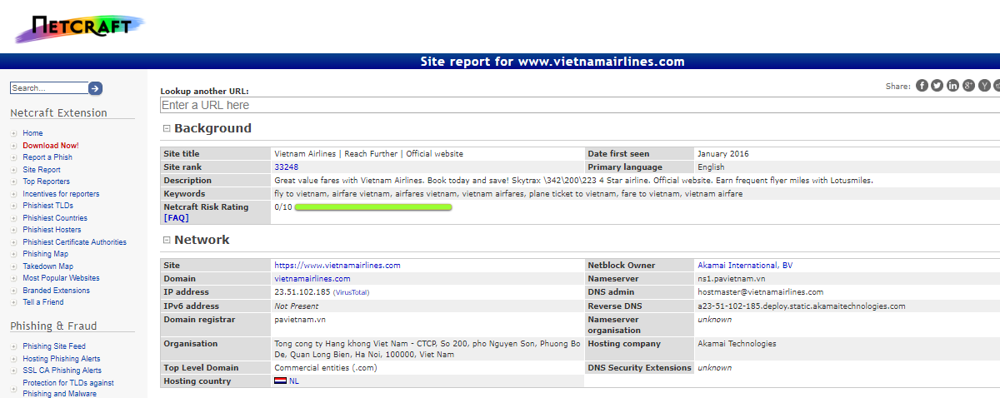 NETCRAFT
Site report for www.vietnamairlines.com
Search...
Netcraft Extension
Home
Download Now!
Report a Phish
Site Report
Top Reporters
Incentives for reporters
Phishiest TLDs
Phishiest Countries
Phishiest Hosters
Phishiest Certificate Authorities
Phishing Map
Takedown Map
Most Popular Websites
Branded Extensions
Tell a Friend
Phishing & Fraud
Phishing Site Feed
Hosting Phishing Alerts
SSL CA Phishing Alerts
Protection for TLDs against
Phishing and Malware
Share:
Lookup another URL:
Enter a URL here
Background
Site title Vietnam Airlines | Reach Further | Official website Date first seen January 2016
Site rank 33248 Primary language English
Description Great value fares with Vietnam Airlines. Book today and save! Skytrax \342\200\223 4 Star airline. Official website. Earn frequent flyer miles with Lotusmiles.
Keywords fly to vietnam, airfare vietnam, airfares vietnam, vietnam airfares, plane ticket to vietnam, fare to vietnam, vietnam airfare
Netcraft Risk Rating 0/10
[FAQ]
Network
Site https://www.vietnamairlines.com Netblock Owner Akamai International, BV
Domain vietnamairlines.com Nameserver ns1.pavietnam.vn
IP address 23.51.102.185 (VirusTotal) DNS admin hostmaster@vietnamairlines.com
IPv6 address Not Present Reverse DNS a23-51-102-185.deploy.static.akamaitechnologies.com
Domain registrar pavietnam.vn Nameserver unknown
organisation
Organisation Tong cong ty Hang khong Viet Nam - CTCP, So 200, pho Nguyen Son, Phuong Bo Hosting company Akamai Technologies
De, Quan Long Bien, Ha Noi, 100000, Viet Nam
Top Level Domain Commercial entities (.com) DNS Security Extensions unknown
Hosting country NL